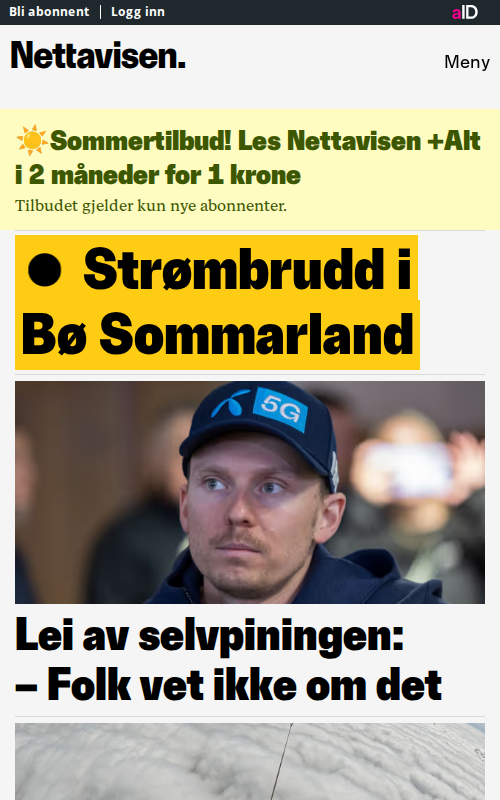 Bli abonnent | Logg inn
aID
Nettavisen.
Meny
☀️Sommertilbud! Les Nettavisen +Alt
i 2 måneder for 1 krone
Tilbudet gjelder kun nye abonnenter.
● Strømbrudd i
Bø Sommarland
5G
Lei av selvpiningen:
– Folk vet ikke om det